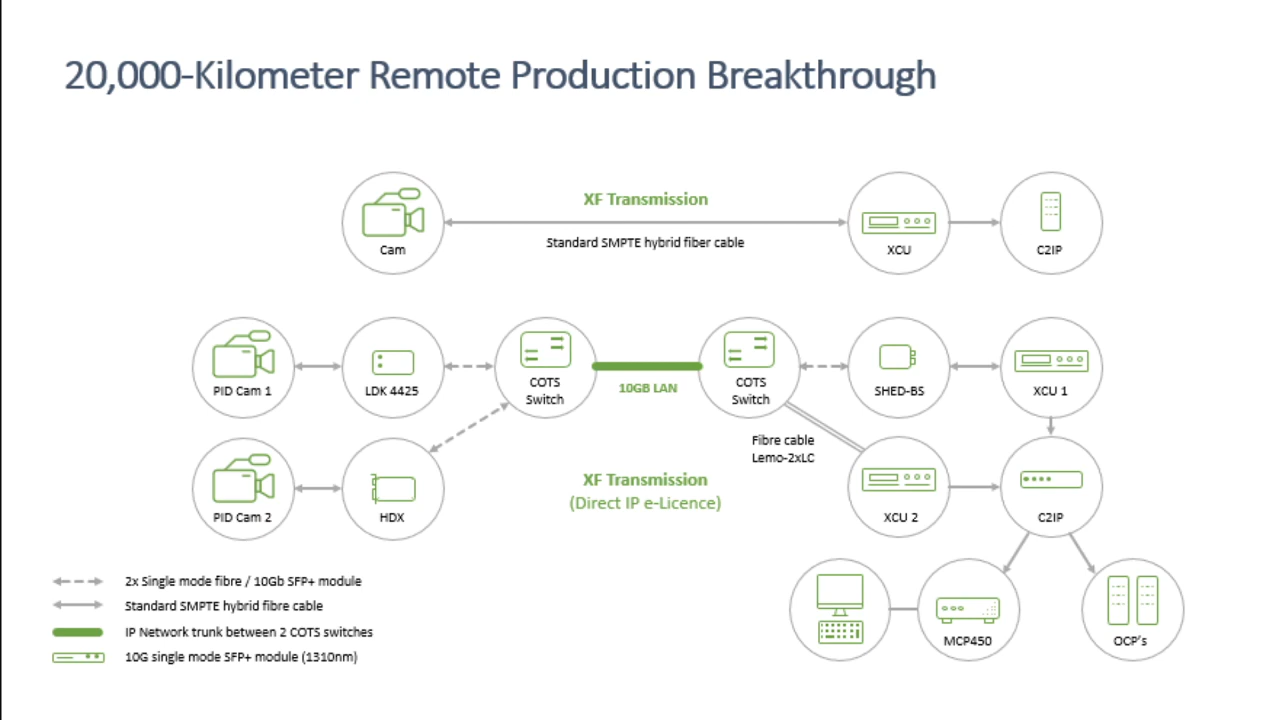 20,000-Kilometer Remote Production Breakthrough
XF Transmission
Standard SMPTE hybrid fiber cable
Cam
XCU
C2IP
PID Cam 1
LDK 4425
COTS
Switch
10GB LAN
COTS
Switch
SHED-BS
XCU 1
Fibre cable
Lemo-2xLC
PID Cam 2
HDX
XF Transmission
(Direct IP e-Licence)
XCU 2
C2IP
2x Single mode fibre / 10Gb SFP+ module
Standard SMPTE hybrid fibre cable
IP Network trunk between 2 COTS switches
10G single mode SFP+ module (1310nm)
MCP450
OCP's